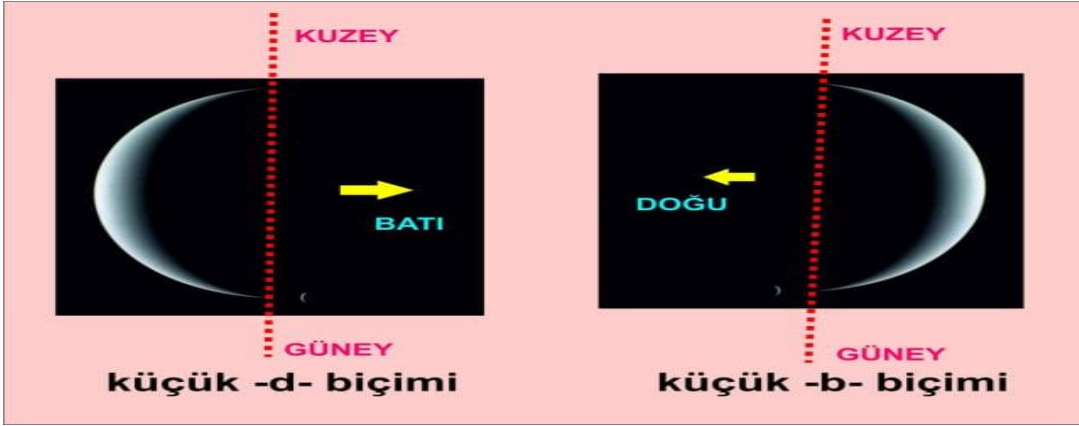 KUZEY
BATI
GÜNEY
küçük -d- biçimi
KUZEY
DOĞU
GÜNEY
küçük -b- biçimi